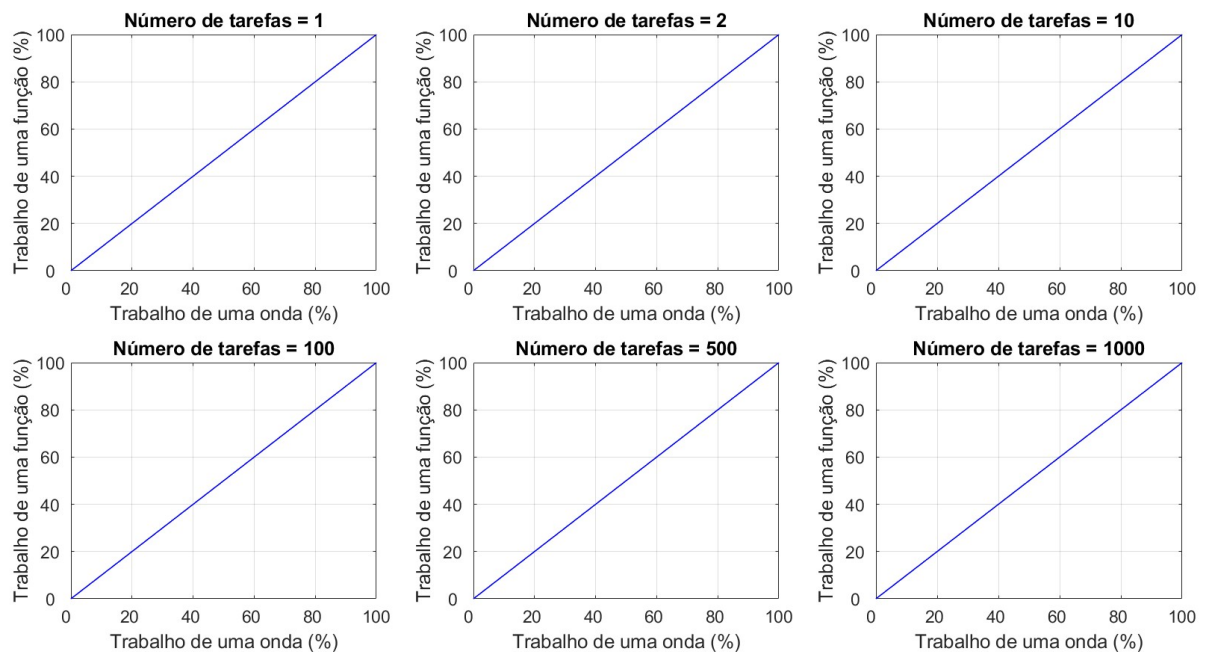 Número de tarefas = 1
Trabalho de uma função (%)
100
80
60
40
20
0
0 20 40 60 80 100
Trabalho de uma onda (%)
Número de tarefas = 2
Trabalho de uma função (%)
100
80
60
40
20
0
0 20 40 60 80 100
Trabalho de uma onda (%)
Número de tarefas = 10
Trabalho de uma função (%)
100
80
60
40
20
0
0 20 40 60 80 100
Trabalho de uma onda (%)
Número de tarefas = 100
Trabalho de uma função (%)
100
80
60
40
20
0
0 20 40 60 80 100
Trabalho de uma onda (%)
Número de tarefas = 500
Trabalho de uma função (%)
100
80
60
40
20
0
0 20 40 60 80 100
Trabalho de uma onda (%)
Número de tarefas = 1000
Trabalho de uma função (%)
100
80
60
40
20
0
0 20 40 60 80 100
Trabalho de uma onda (%)